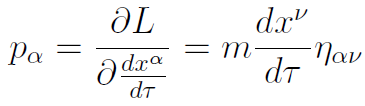 p_α = ∂L / ∂(dx^α/dτ) = m (dx^ν/dτ) η_αν